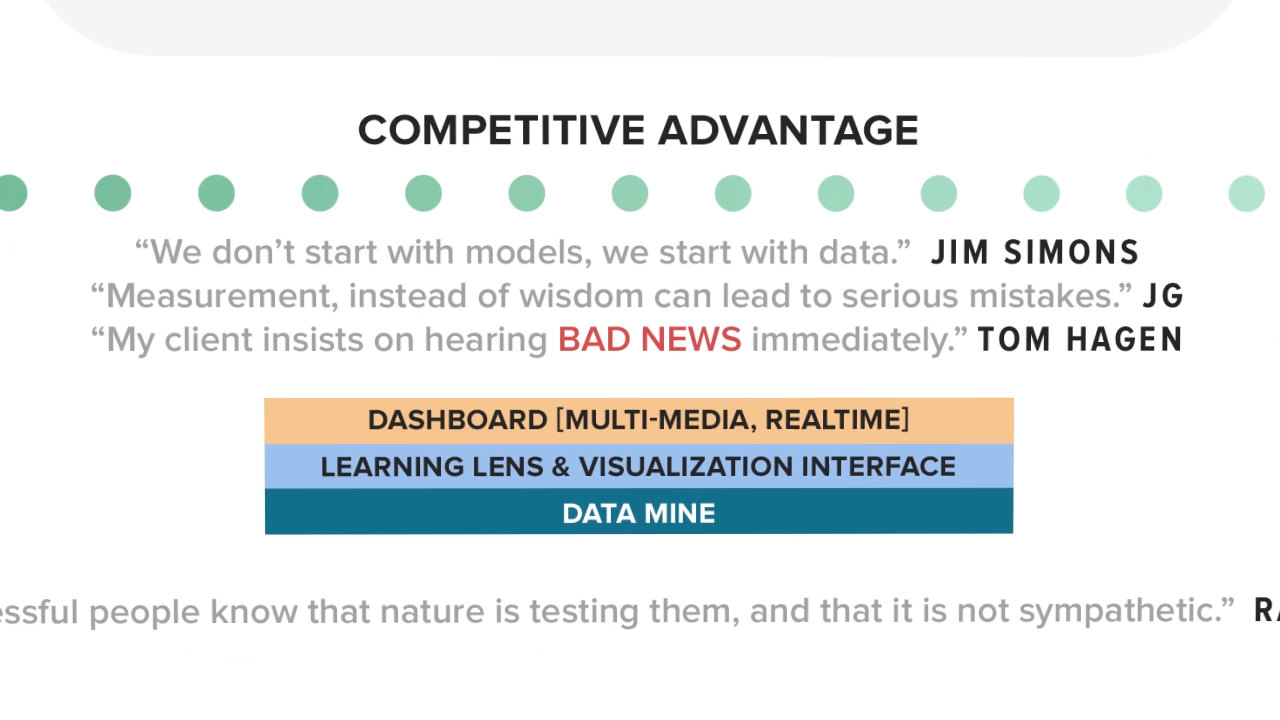 COMPETITIVE ADVANTAGE
“We don’t start with models, we start with data.” JIM SIMONS
“Measurement, instead of wisdom can lead to serious mistakes.” JG
“My client insists on hearing BAD NEWS immediately.” TOM HAGEN
DASHBOARD [MULTI-MEDIA, REALTIME]
LEARNING LENS & VISUALIZATION INTERFACE
DATA MINE
people know that nature is testing them, and that it is not sympathetic.”